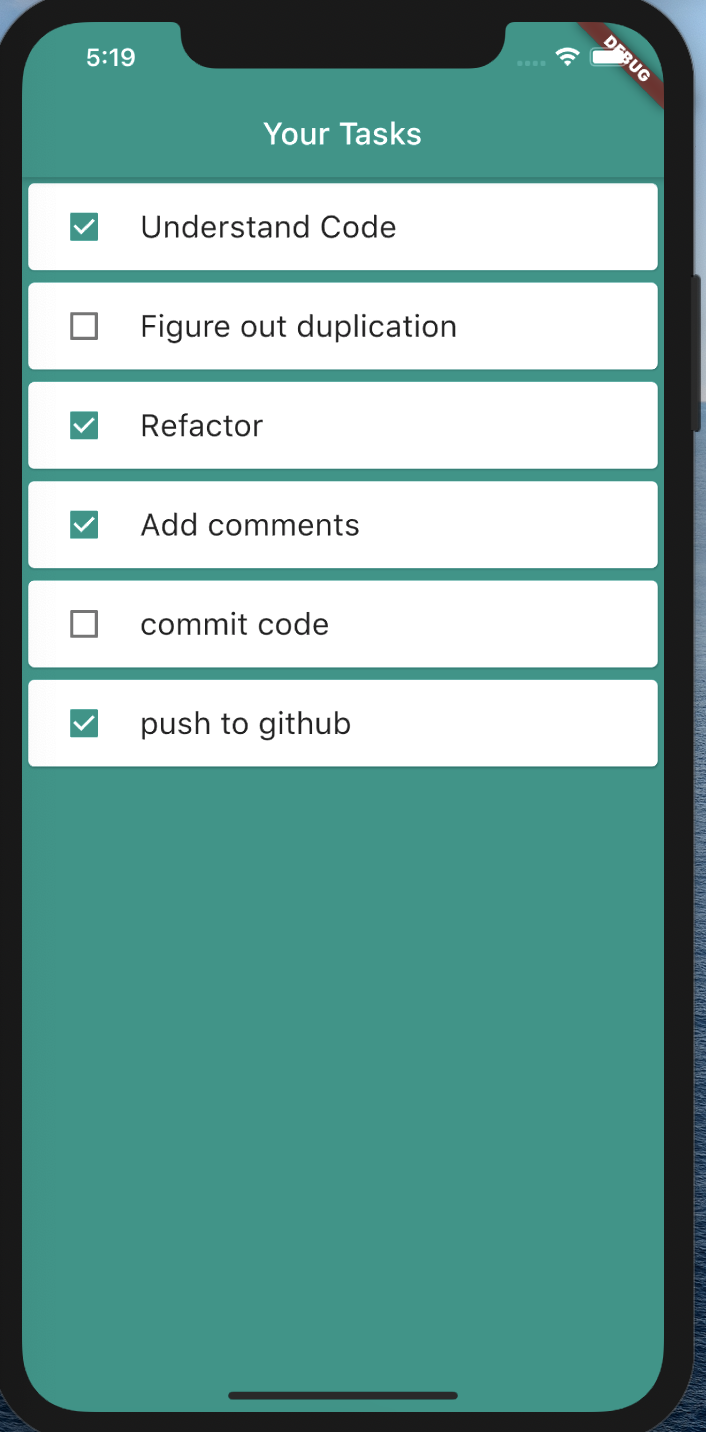 5:19
DEBUG
Your Tasks
Understand Code
Figure out duplication
Refactor
Add comments
commit code
push to github